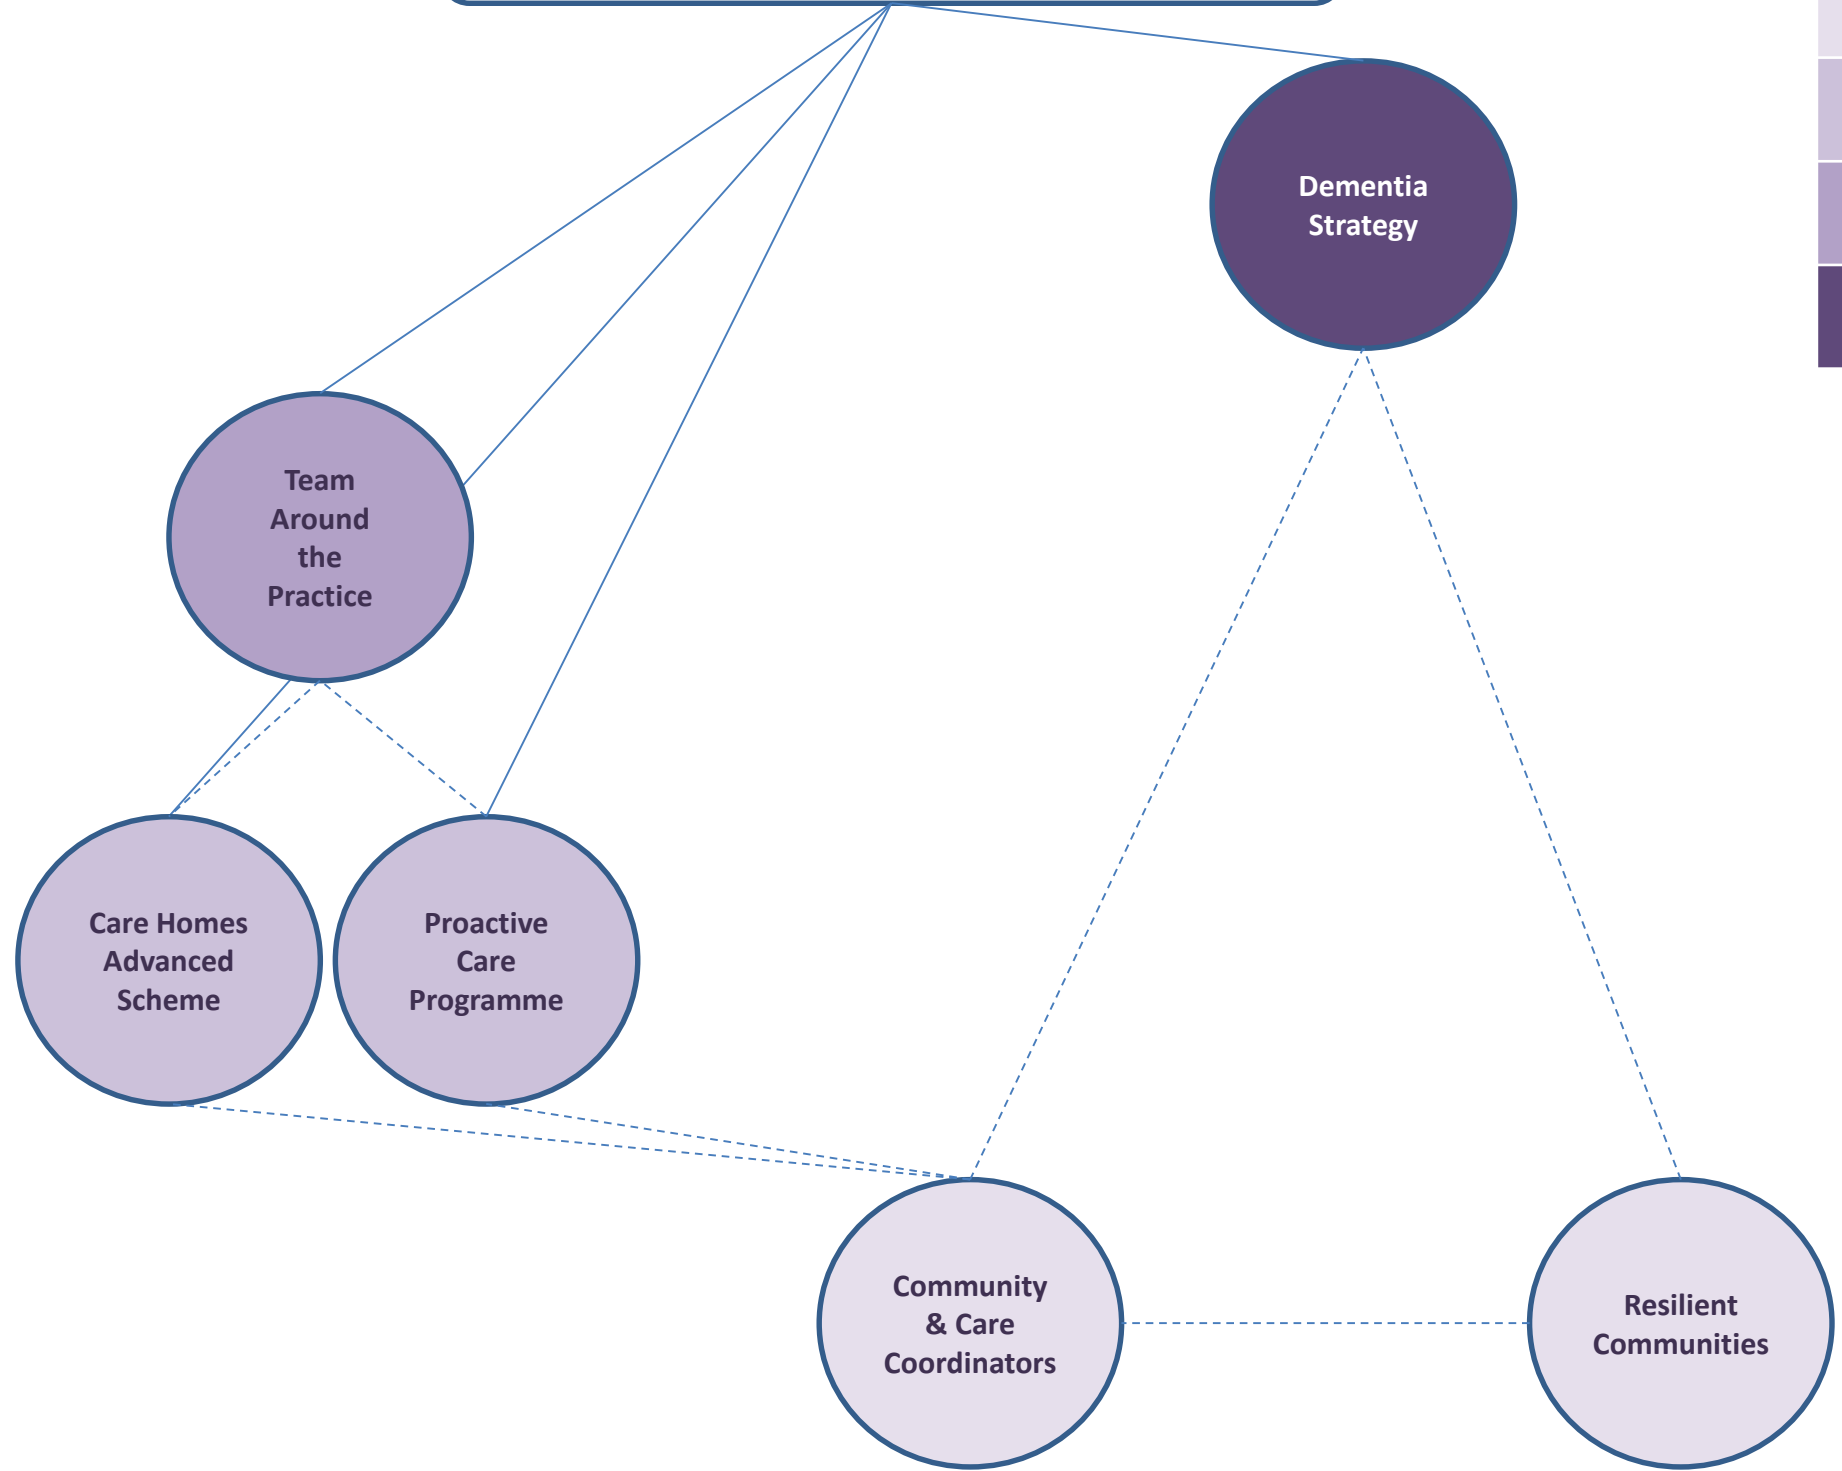 Dementia
Strategy
Team
Around
the
Practice
Care Homes
Advanced
Scheme
Proactive
Care
Programme
Community
& Care
Coordinators
Resilient
Communities